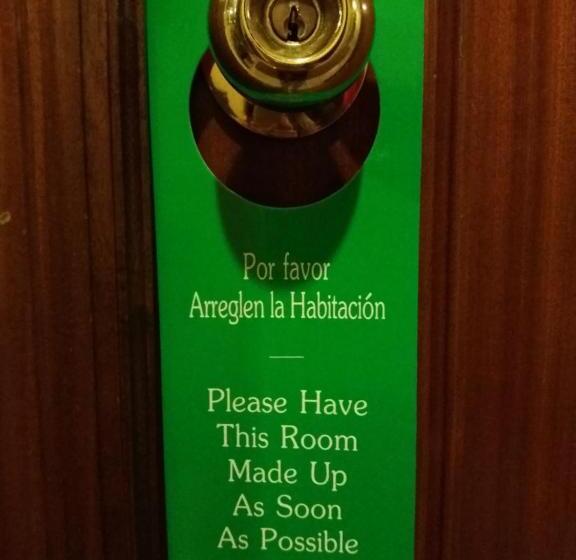 Por favor
Arreglen la Habitación
Please Have
This Room
Made Up
As Soon
As Possible